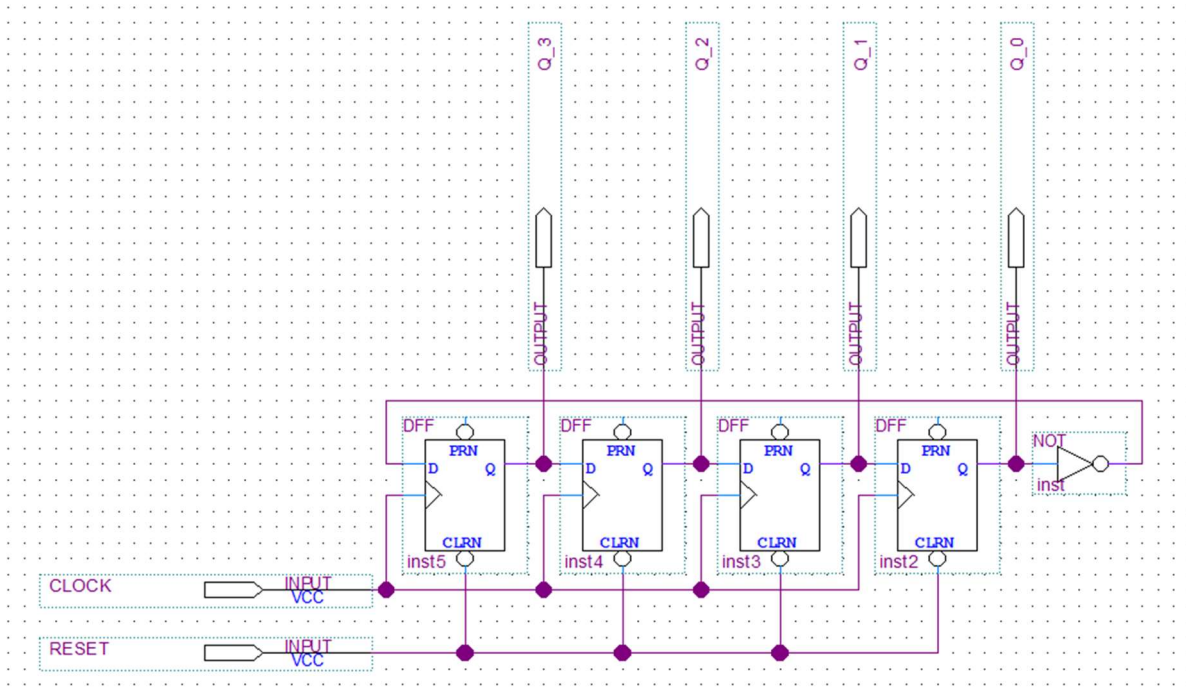 Q_3
Q_2
Q_1
Q_0
OUTPUT
OUTPUT
OUTPUT
OUTPUT
DFF
DFF
DFF
DFF
NOT
PRN
PRN
PRN
PRN
D Q
D Q
D Q
D Q
inst
CLRN
CLRN
CLRN
CLRN
inst5
inst4
inst3
inst2
CLOCK
INPUT
VCC
RESET
INPUT
VCC